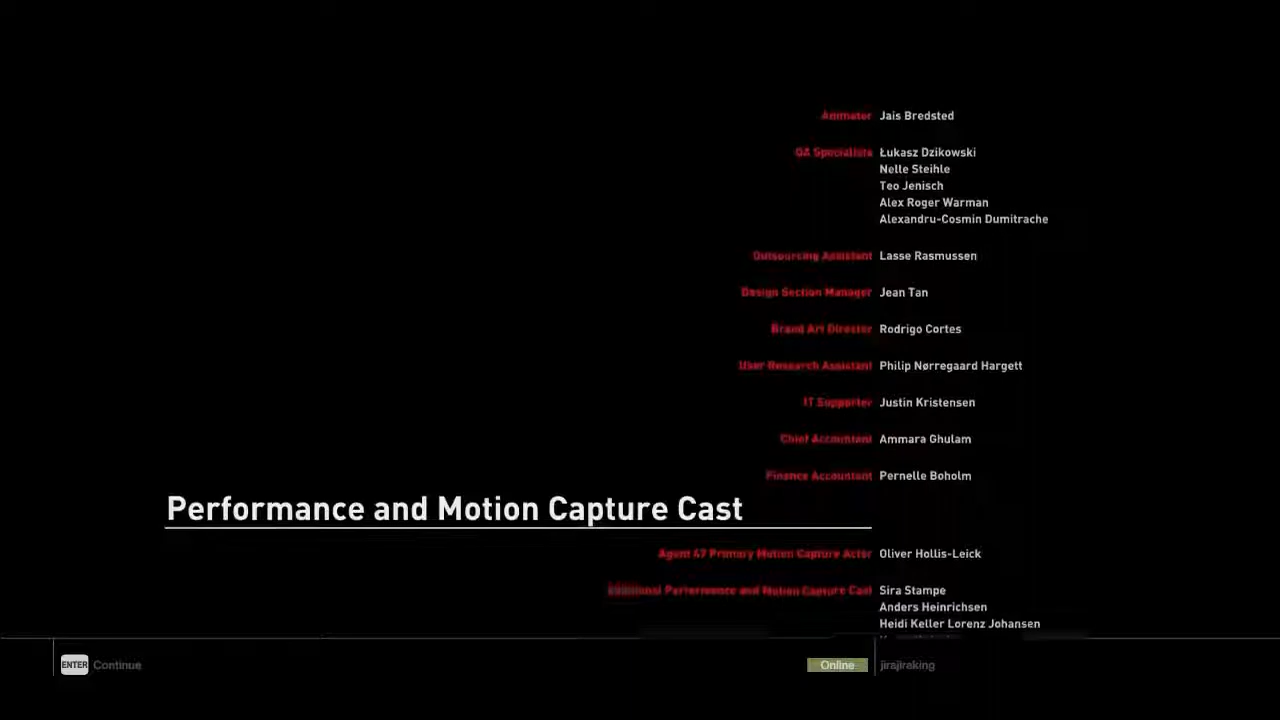 Animator Jais Bredsted
QA Specialists Łukasz Dzikowski
Nelle Steihle
Teo Jenisch
Alex Roger Warman
Alexandru-Cosmin Dumitrache
Outsourcing Assistant Lasse Rasmussen
Design Section Manager Jean Tan
Brand Art Director Rodrigo Cortes
User Research Assistant Philip Nørregaard Hargett
IT Supporter Justin Kristensen
Chief Accountant Ammara Ghulam
Finance Accountant Pernelle Boholm
Performance and Motion Capture Cast
Agent 47 Primary Motion Capture Actor Oliver Hollis-Leick
Additional Performance and Motion Capture Cast Sira Stampe
Anders Heinrichsen
Heidi Keller Lorenz Johansen
ENTER Continue
Online jirajiraking